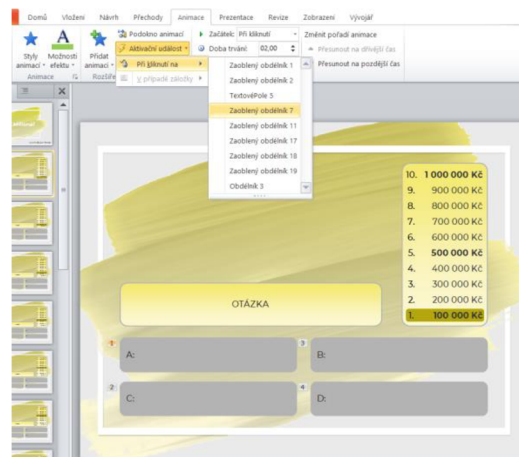 Domů Vložení Návrh Přechody Animace Prezentace Revize Zobrazení Vývojář
Styly animací
Možnosti efektu
Animace
Přidat animaci
Rozšíře
Podokno animací
Aktivační událost
Při kliknutí na
V případě záložky
Začátek: Při kliknutí
Doba trvání: 02,00
Změnit pořadí animace
Přesunout na dřívější čas
Přesunout na pozdější čas
Zaoblený obdélník 1
Zaoblený obdélník 2
TextovéPole 5
Zaoblený obdélník 7
Zaoblený obdélník 11
Zaoblený obdélník 17
Zaoblený obdélník 18
Zaoblený obdélník 19
Obdélník 3
10. 1 000 000 Kč
9. 900 000 Kč
8. 800 000 Kč
7. 700 000 Kč
6. 600 000 Kč
5. 500 000 Kč
4. 400 000 Kč
3. 300 000 Kč
2. 200 000 Kč
1. 100 000 Kč
OTÁZKA
1
A:
3
B:
2
C:
4
D: